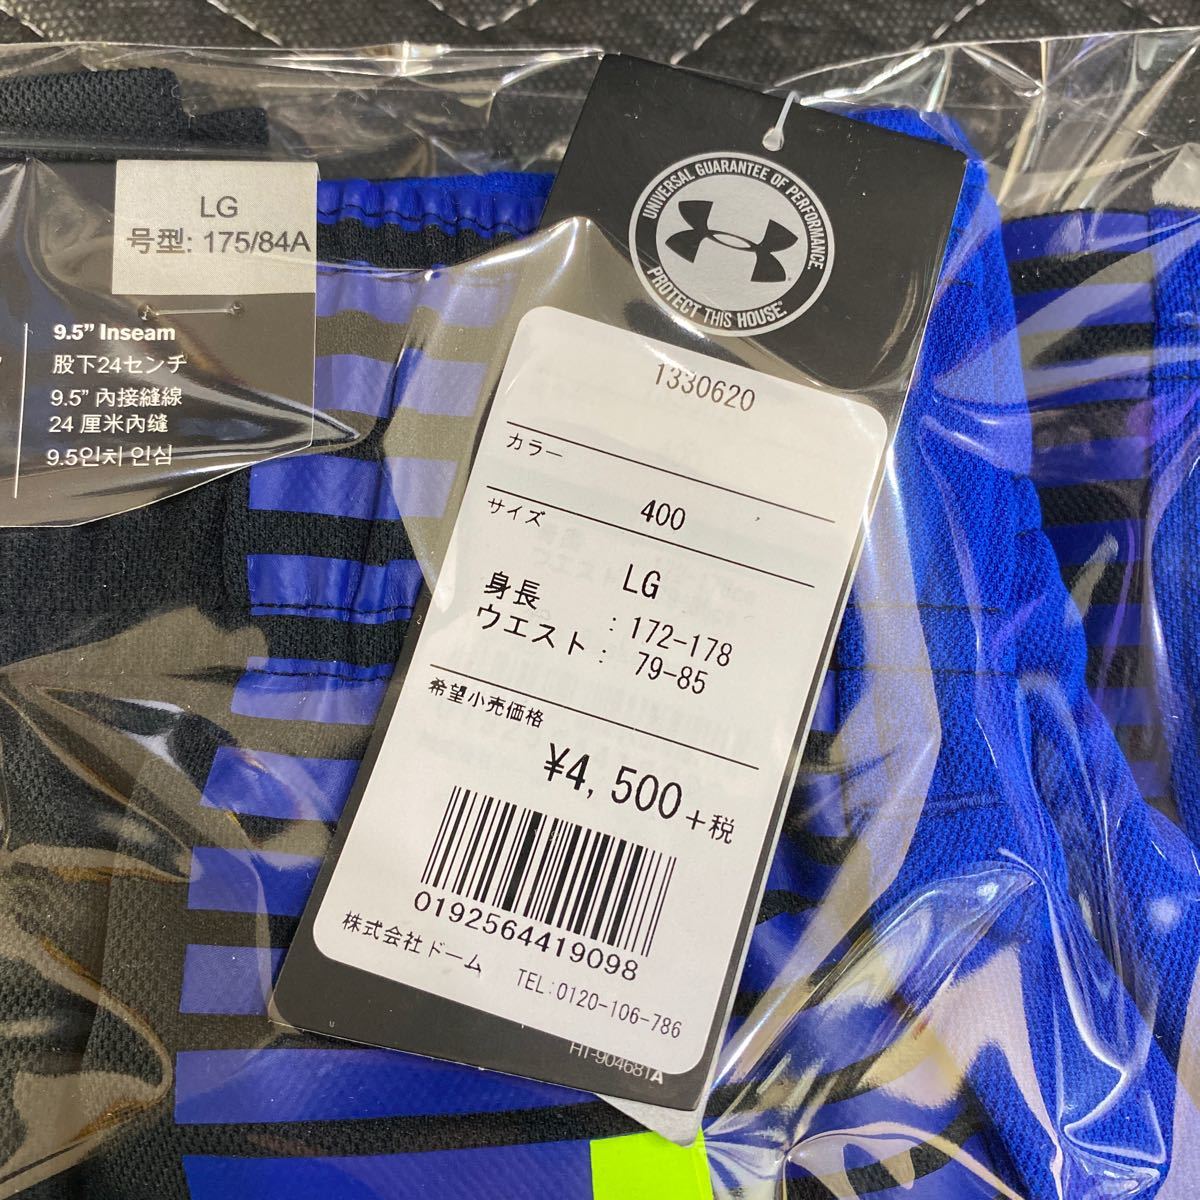 LG
号型: 175/84A
9.5” Inseam
股下24センチ
9.5” 內接縫線
24 厘米內缝
9.5인치 인심
UNIVERSAL GUARANTEE OF PERFORMANCE.
PROTECT THIS HOUSE®
1330620
カラー
400
サイズ
LG
身長 : 172-178
ウエスト : 79-85
希望小売価格
¥4,500+税
0192564419098
株式会社ドーム TEL:0120-106-786
HT-904681A